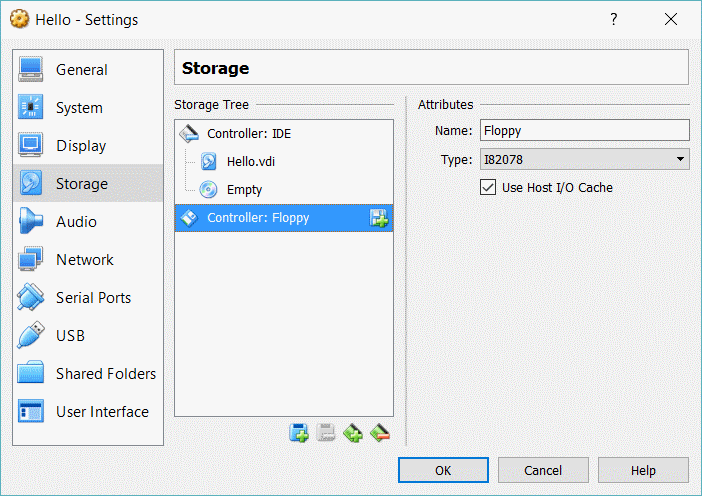 Hello - Settings
?
General
System
Display
Storage
Audio
Network
Serial Ports
USB
Shared Folders
User Interface
Storage
Storage Tree
Controller: IDE
Hello.vdi
Empty
Controller: Floppy
Attributes
Name: Floppy
Type: I82078
Use Host I/O Cache
OK Cancel Help